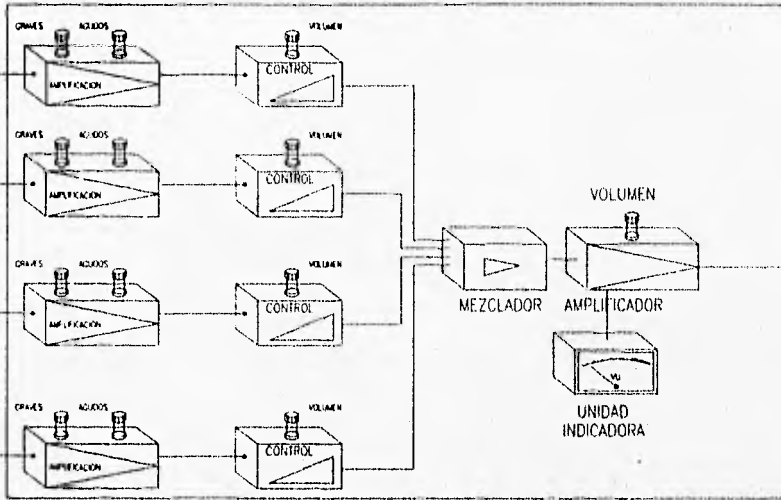 GRAVES AGUDOS VOLUMEN
AMPLIFICACION CONTROL
GRAVES AGUDOS VOLUMEN
AMPLIFICACION CONTROL
VOLUMEN
MEZCLADOR AMPLIFICADOR
GRAVES AGUDOS VOLUMEN
AMPLIFICACION CONTROL
VU
UNIDAD
INDICADORA
GRAVES AGUDOS VOLUMEN
AMPLIFICACION CONTROL